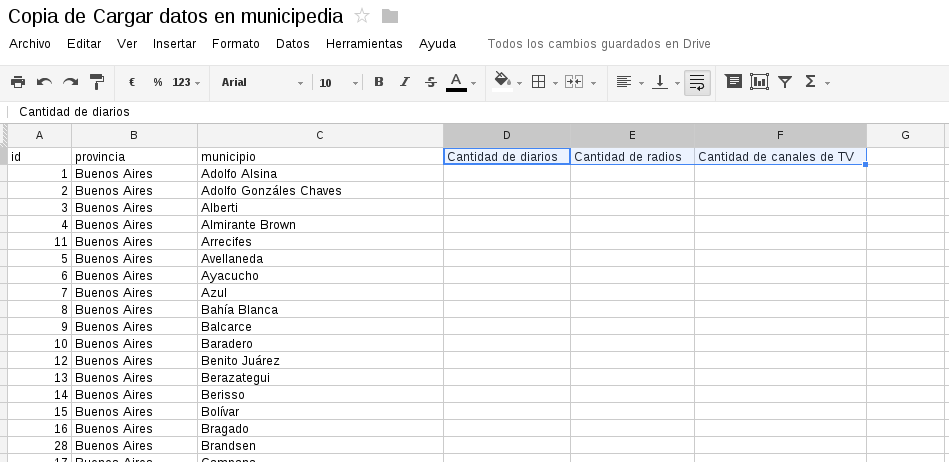 Copia de Cargar datos en municipedia
Archivo Editar Ver Insertar Formato Datos Herramientas Ayuda Todos los cambios guardados en Drive
€ % 123 Arial 10 B I S A Σ
Cantidad de diarios
A B C D E F G
id provincia municipio Cantidad de diarios Cantidad de radios Cantidad de canales de TV
1 Buenos Aires Adolfo Alsina
2 Buenos Aires Adolfo Gonzáles Chaves
3 Buenos Aires Alberti
4 Buenos Aires Almirante Brown
11 Buenos Aires Arrecifes
5 Buenos Aires Avellaneda
6 Buenos Aires Ayacucho
7 Buenos Aires Azul
8 Buenos Aires Bahía Blanca
9 Buenos Aires Balcarce
10 Buenos Aires Baradero
12 Buenos Aires Benito Juárez
13 Buenos Aires Berazategui
14 Buenos Aires Berisso
15 Buenos Aires Bolívar
16 Buenos Aires Bragado
28 Buenos Aires Brandsen
17 Buenos Aires Campana